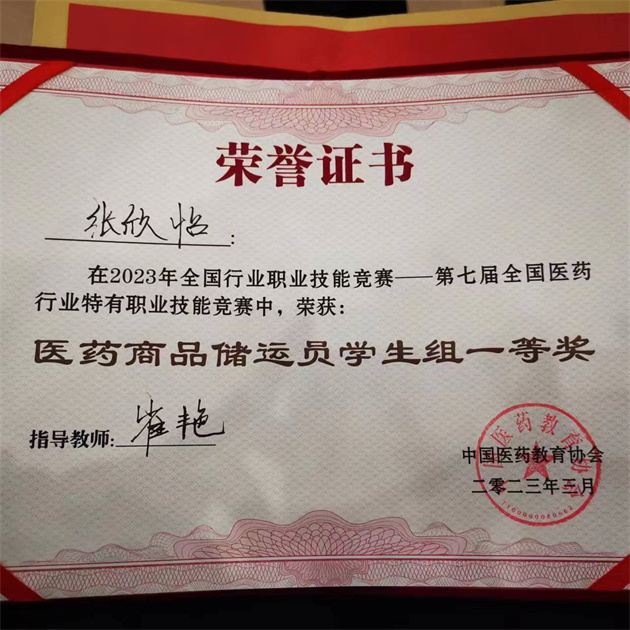 荣誉证书
张欣怡:
在2023年全国行业职业技能竞赛——第七届全国医药
行业特有职业技能竞赛中，荣获：
医药商品储运员学生组一等奖
指导教师:崔艳
中国医药教育协会
二零二三年三月